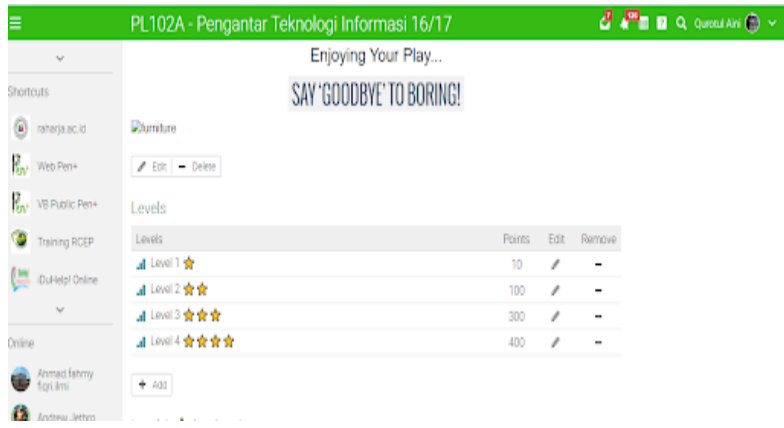 PL102A - Pengantar Teknologi Informasi 16/17
Qurotul Aini
Enjoying Your Play...
SAY 'GOODBYE' TO BORING!
Shortcuts
raharja.ac.id
Web Pen+
VB Public Pen+
Training RCEP
iDuHelp! Online
Online
Ahmad.fahmy
fiqri.ilmi
Andrew Jethro
furniture
Edit
Delete
Levels
Levels Points Edit Remove
Level 1 10
Level 2 100
Level 3 300
Level 4 400
Add